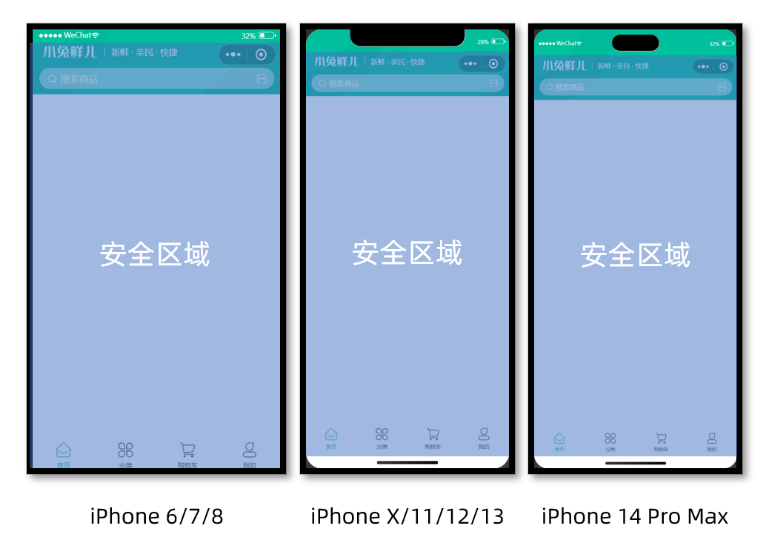 ●●●●● WeChat 32%
小兔鲜儿 | 新鲜·亲民·快捷
搜索商品
安全区域
首页 分类 购物车 我的
iPhone 6/7/8
28%
小兔鲜儿 | 新鲜·亲民·快捷
搜索商品
安全区域
首页 分类 购物车 我的
iPhone X/11/12/13
●●●●● WeChat 32%
小兔鲜儿 | 新鲜·亲民·快捷
搜索商品
安全区域
首页 分类 购物车 我的
iPhone 14 Pro Max